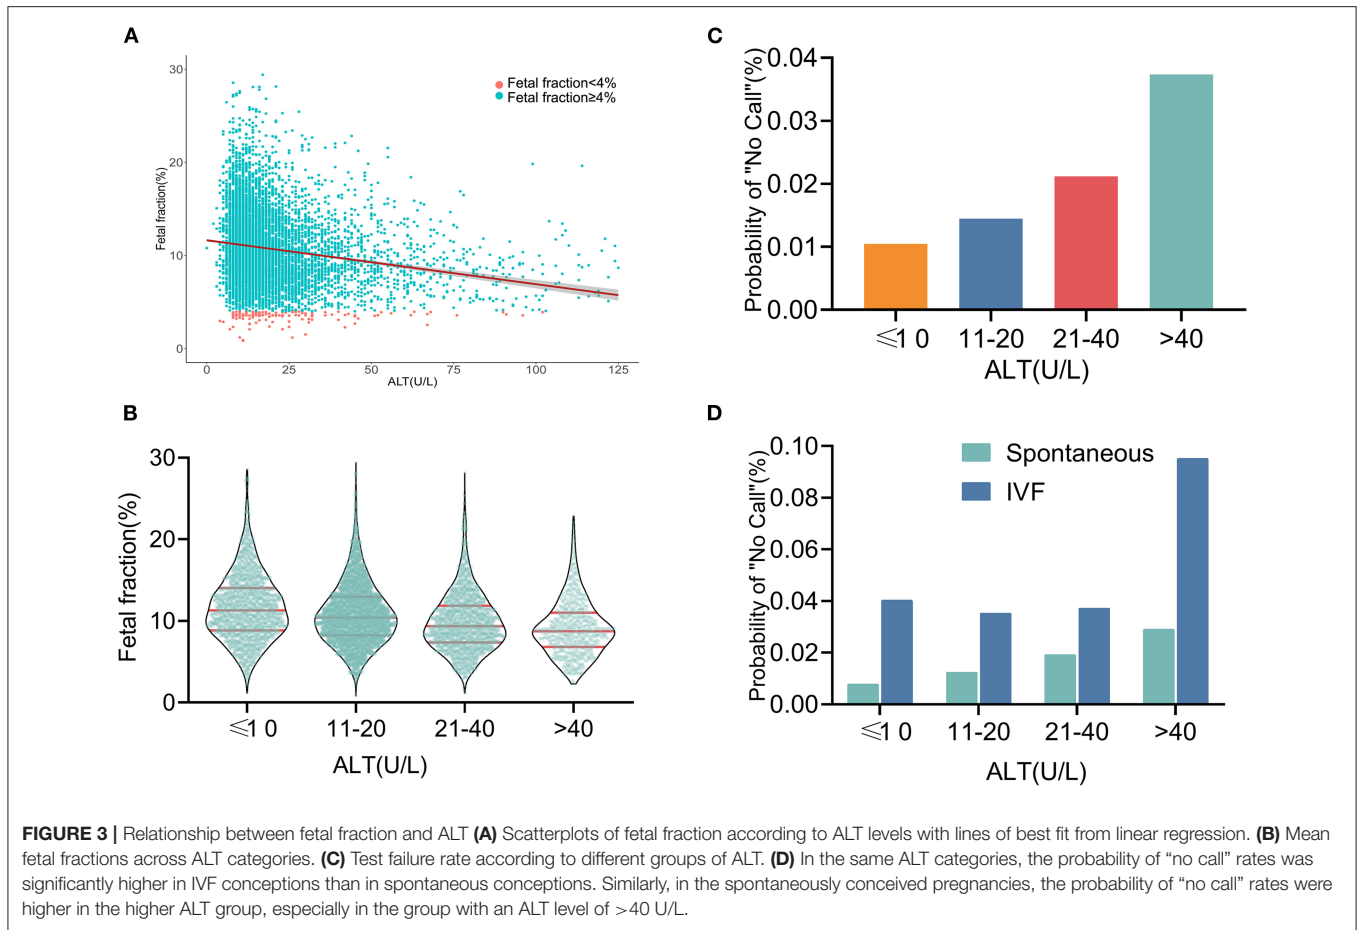 A
Fetal fraction<4%
Fetal fraction≥4%
30
20
10
0
Fetal fraction(%)
0 25 50 75 100 125
ALT(U/L)
C
Probability of "No Call"(%)
0.04
0.03
0.02
0.01
0.00
≤1 0 11-20 21-40 >40
ALT(U/L)
B
Fetal fraction(%)
30
20
10
0
≤1 0 11-20 21-40 >40
ALT(U/L)
D
Probability of "No Call"(%)
0.10
0.08
0.06
0.04
0.02
0.00
Spontaneous
IVF
≤1 0 11-20 21-40 >40
ALT(U/L)
FIGURE 3 | Relationship between fetal fraction and ALT (A) Scatterplots of fetal fraction according to ALT levels with lines of best fit from linear regression. (B) Mean
fetal fractions across ALT categories. (C) Test failure rate according to different groups of ALT. (D) In the same ALT categories, the probability of “no call” rates was
significantly higher in IVF conceptions than in spontaneous conceptions. Similarly, in the spontaneously conceived pregnancies, the probability of “no call” rates were
higher in the higher ALT group, especially in the group with an ALT level of >40 U/L.